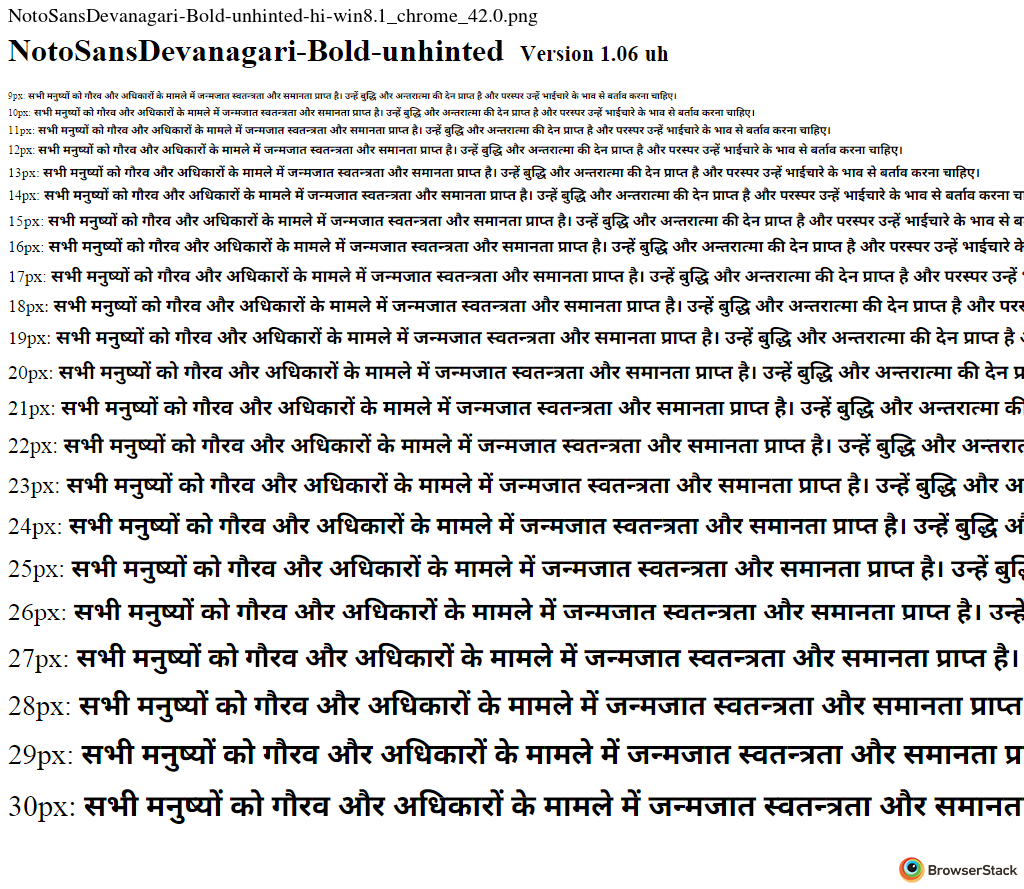 NotoSansDevanagari-Bold-unhinted-hi-win8.1_chrome_42.0.png
NotoSansDevanagari-Bold-unhinted Version 1.06 uh
9px: सभी मनुष्यों को गौरव और अधिकारों के मामले में जन्मजात स्वतन्त्रता और समानता प्राप्त है। उन्हें बुद्धि और अन्तरात्मा की देन प्राप्त है और परस्पर उन्हें भाईचारे के भाव से बर्ताव करना चाहिए।
10px: सभी मनुष्यों को गौरव और अधिकारों के मामले में जन्मजात स्वतन्त्रता और समानता प्राप्त है। उन्हें बुद्धि और अन्तरात्मा की देन प्राप्त है और परस्पर उन्हें भाईचारे के भाव से बर्ताव करना चाहिए।
11px: सभी मनुष्यों को गौरव और अधिकारों के मामले में जन्मजात स्वतन्त्रता और समानता प्राप्त है। उन्हें बुद्धि और अन्तरात्मा की देन प्राप्त है और परस्पर उन्हें भाईचारे के भाव से बर्ताव करना चाहिए।
12px: सभी मनुष्यों को गौरव और अधिकारों के मामले में जन्मजात स्वतन्त्रता और समानता प्राप्त है। उन्हें बुद्धि और अन्तरात्मा की देन प्राप्त है और परस्पर उन्हें भाईचारे के भाव से बर्ताव करना चाहिए।
13px: सभी मनुष्यों को गौरव और अधिकारों के मामले में जन्मजात स्वतन्त्रता और समानता प्राप्त है। उन्हें बुद्धि और अन्तरात्मा की देन प्राप्त है और परस्पर उन्हें भाईचारे के भाव से बर्ताव करना चाहिए।
14px: सभी मनुष्यों को गौरव और अधिकारों के मामले में जन्मजात स्वतन्त्रता और समानता प्राप्त है। उन्हें बुद्धि और अन्तरात्मा की देन प्राप्त है और परस्पर उन्हें भाईचारे के भाव से बर्ताव करना
15px: सभी मनुष्यों को गौरव और अधिकारों के मामले में जन्मजात स्वतन्त्रता और समानता प्राप्त है। उन्हें बुद्धि और अन्तरात्मा की देन प्राप्त है और परस्पर उन्हें भाईचारे के भाव से
16px: सभी मनुष्यों को गौरव और अधिकारों के मामले में जन्मजात स्वतन्त्रता और समानता प्राप्त है। उन्हें बुद्धि और अन्तरात्मा की देन प्राप्त है और परस्पर उन्हें भाईचारे के
17px: सभी मनुष्यों को गौरव और अधिकारों के मामले में जन्मजात स्वतन्त्रता और समानता प्राप्त है। उन्हें बुद्धि और अन्तरात्मा की देन प्राप्त है और परस्पर उन्हें
18px: सभी मनुष्यों को गौरव और अधिकारों के मामले में जन्मजात स्वतन्त्रता और समानता प्राप्त है। उन्हें बुद्धि और अन्तरात्मा की देन प्राप्त है और
19px: सभी मनुष्यों को गौरव और अधिकारों के मामले में जन्मजात स्वतन्त्रता और समानता प्राप्त है। उन्हें बुद्धि और अन्तरात्मा की देन प्राप्त है
20px: सभी मनुष्यों को गौरव और अधिकारों के मामले में जन्मजात स्वतन्त्रता और समानता प्राप्त है। उन्हें बुद्धि और अन्तरात्मा की देन
21px: सभी मनुष्यों को गौरव और अधिकारों के मामले में जन्मजात स्वतन्त्रता और समानता प्राप्त है। उन्हें बुद्धि और अन्तरात्मा की
22px: सभी मनुष्यों को गौरव और अधिकारों के मामले में जन्मजात स्वतन्त्रता और समानता प्राप्त है। उन्हें बुद्धि और
23px: सभी मनुष्यों को गौरव और अधिकारों के मामले में जन्मजात स्वतन्त्रता और समानता प्राप्त है। उन्हें बुद्धि और
24px: सभी मनुष्यों को गौरव और अधिकारों के मामले में जन्मजात स्वतन्त्रता और समानता प्राप्त है। उन्हें बुद्धि
25px: सभी मनुष्यों को गौरव और अधिकारों के मामले में जन्मजात स्वतन्त्रता और समानता प्राप्त है। उन्हें
26px: सभी मनुष्यों को गौरव और अधिकारों के मामले में जन्मजात स्वतन्त्रता और समानता प्राप्त है।
27px: सभी मनुष्यों को गौरव और अधिकारों के मामले में जन्मजात स्वतन्त्रता और समानता प्राप्त है।
28px: सभी मनुष्यों को गौरव और अधिकारों के मामले में जन्मजात स्वतन्त्रता और समानता प्राप्त
29px: सभी मनुष्यों को गौरव और अधिकारों के मामले में जन्मजात स्वतन्त्रता और समानता
30px: सभी मनुष्यों को गौरव और अधिकारों के मामले में जन्मजात स्वतन्त्रता और समानता
BrowserStack